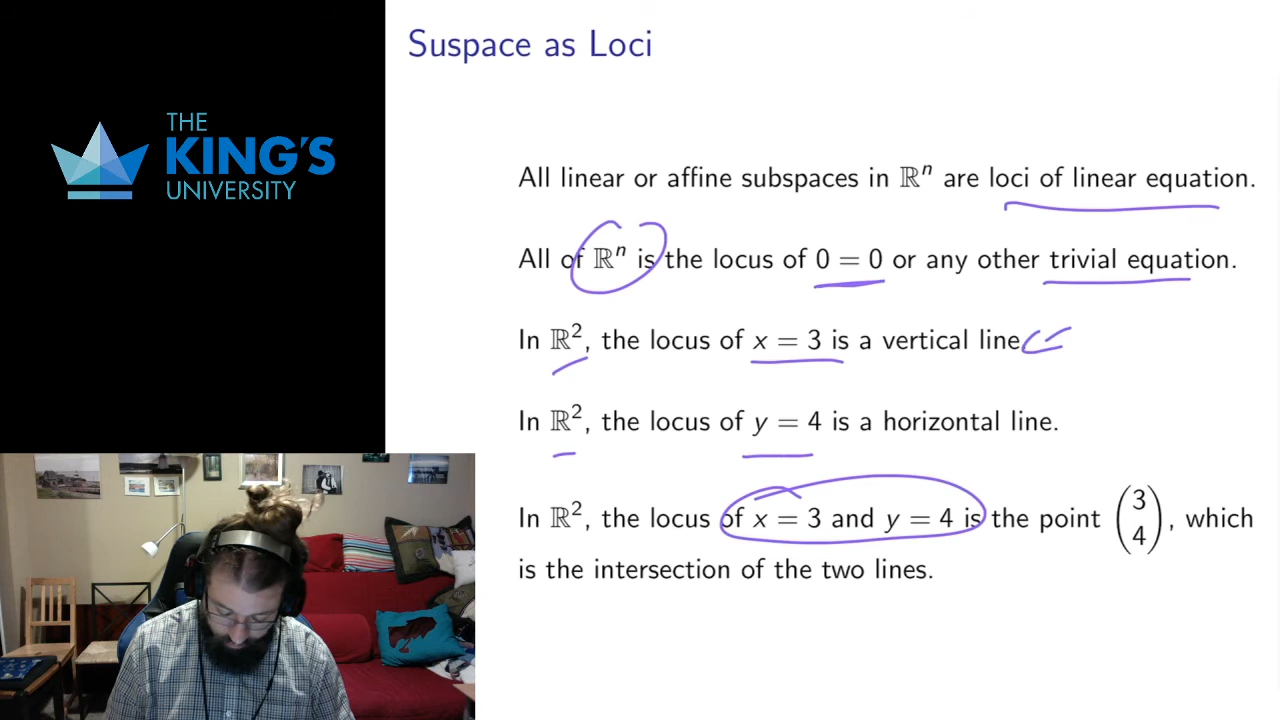 THE
KING'S
UNIVERSITY
Suspace as Loci
All linear or affine subspaces in ℝⁿ are loci of linear equation.
All of ℝⁿ is the locus of 0 = 0 or any other trivial equation.
In ℝ², the locus of x = 3 is a vertical line
In ℝ², the locus of y = 4 is a horizontal line.
In ℝ², the locus of x = 3 and y = 4 is the point (3 4), which
is the intersection of the two lines.